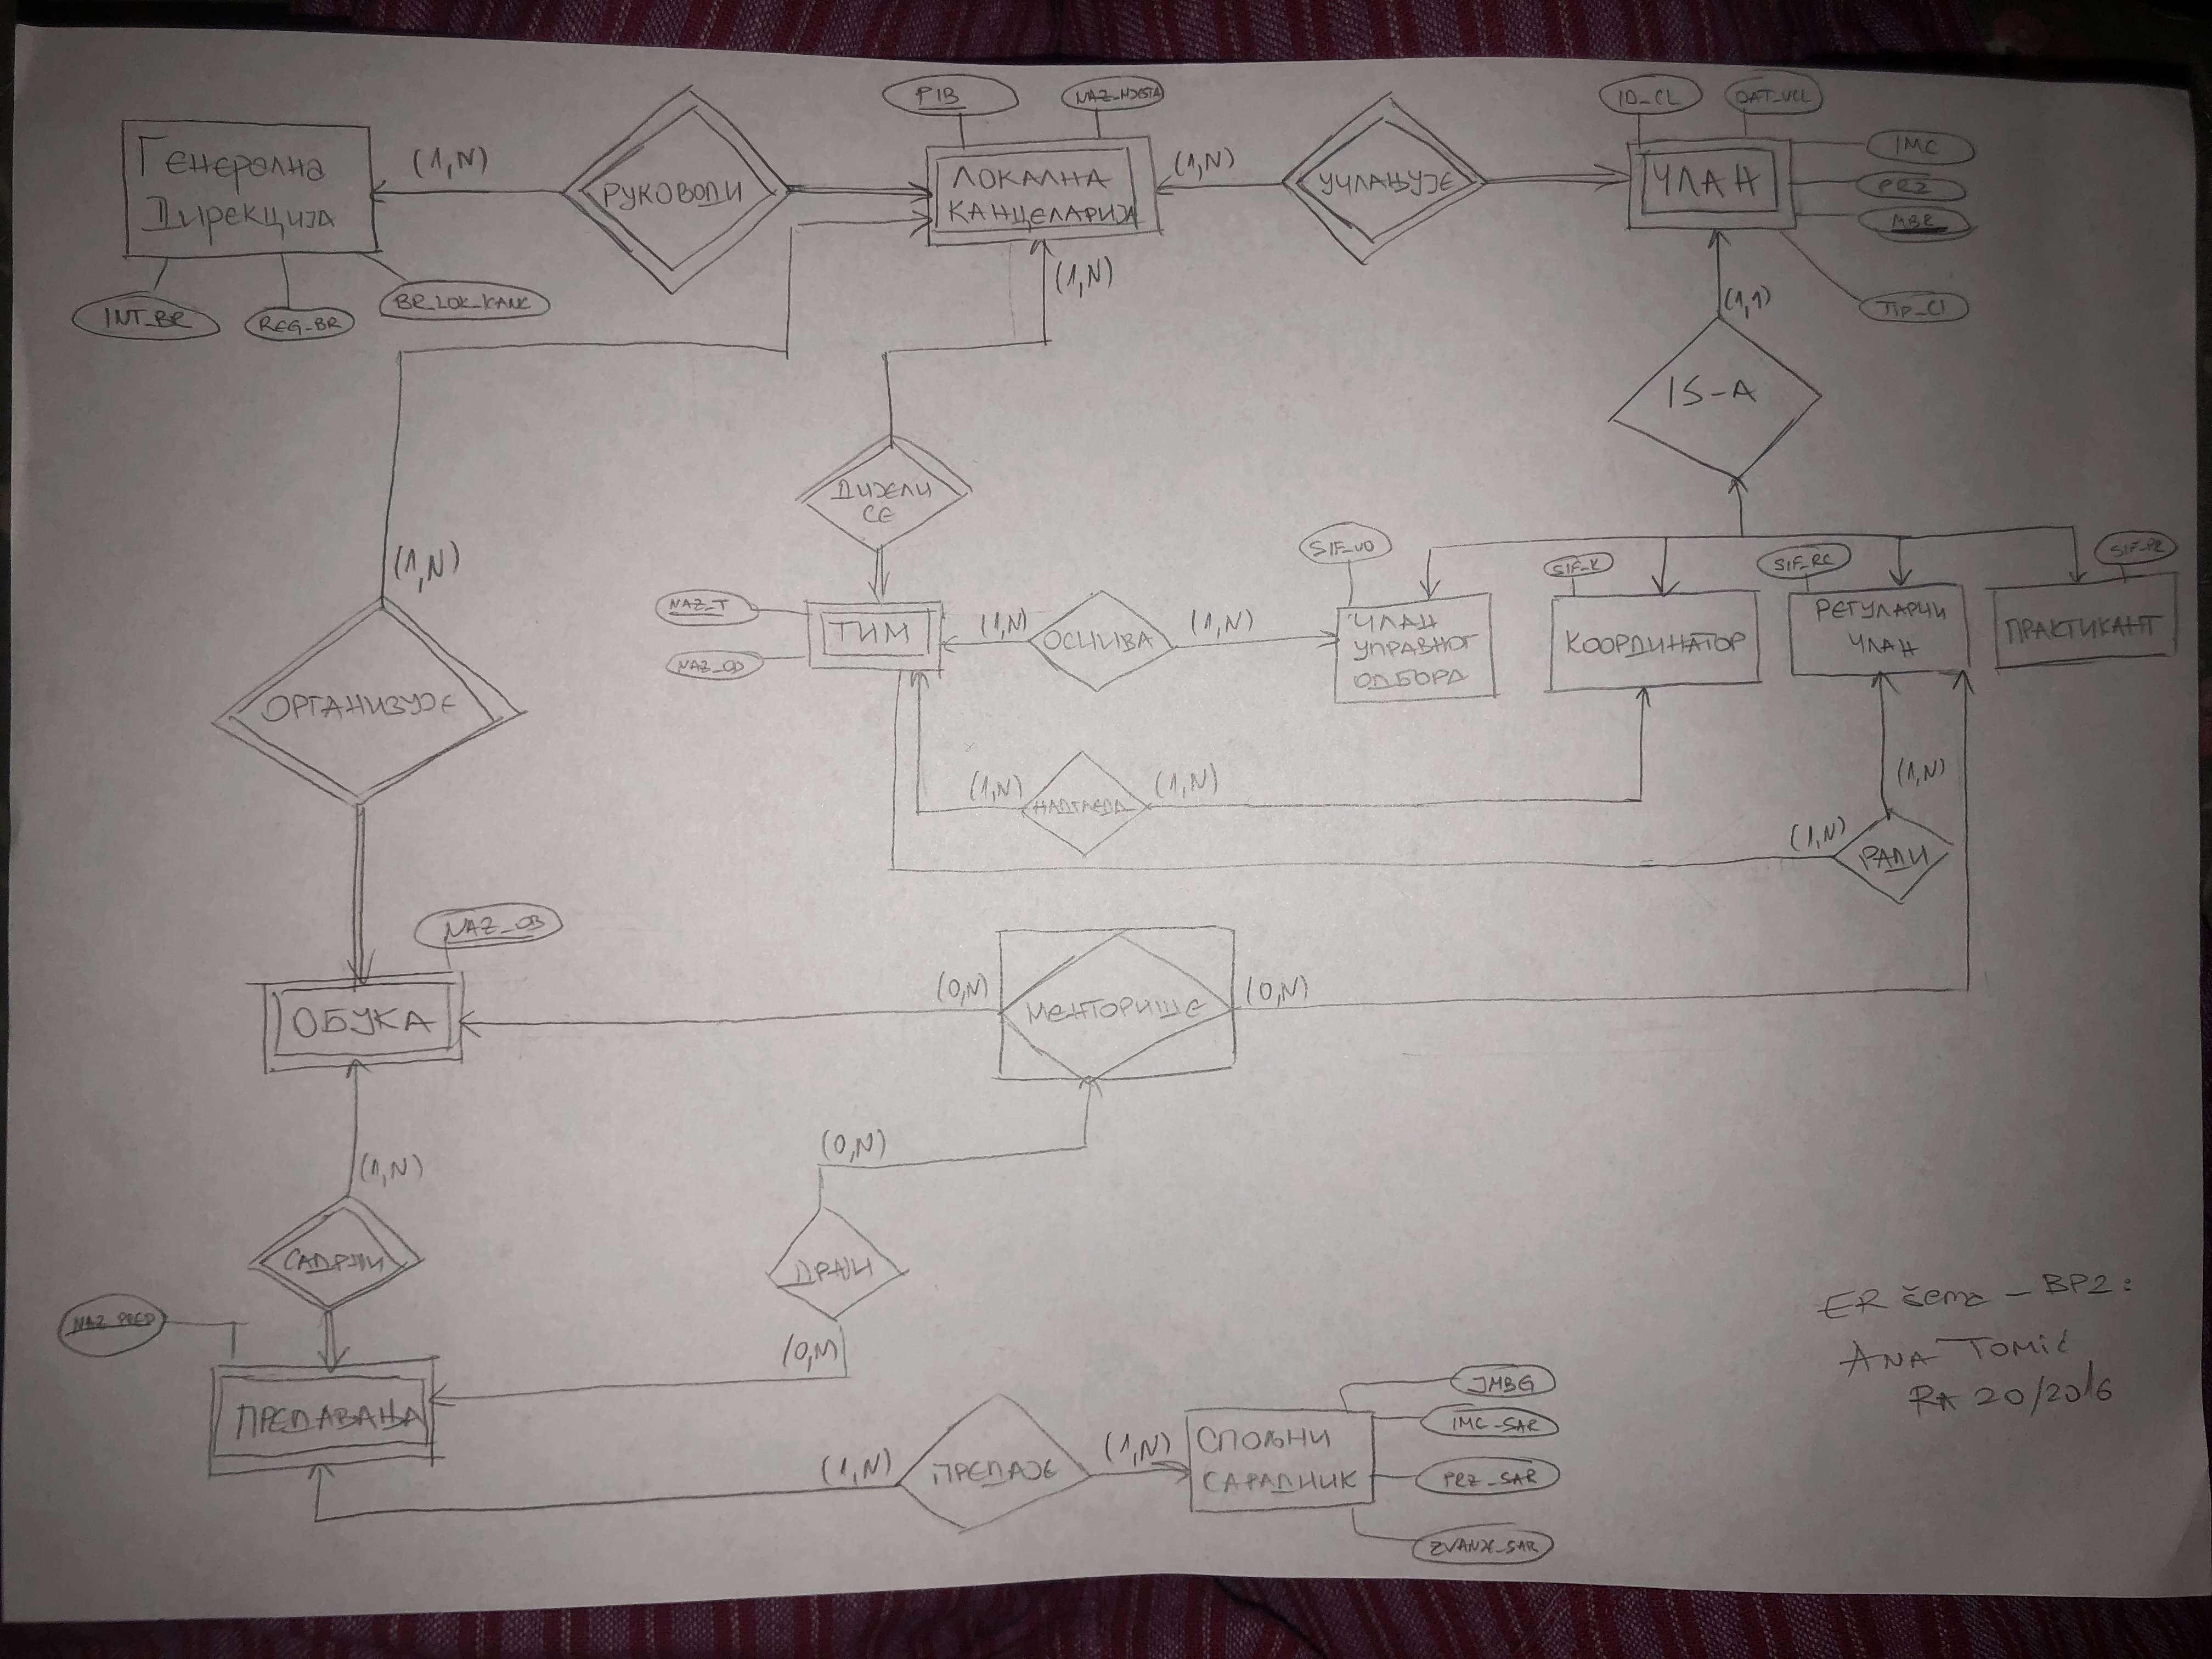 PIB
NAZ_MJESTA
ID_CL
DAT_UCL
Генерална
Дирекција
(1,N)
РУКОВОДИ
ЛОКАЛНА
КАНЦЕЛАРИЈА
(1,N)
УЧЛАЊУЈЕ
ЧЛАН
IME
PRZ
MBR
TIP_Cl
INT_BR
REG_BR
BR_LOK_KANC
(1,N)
(1,1)
IS-A
ДИЈЕЛИ
СЕ
(1,N)
SIF_UO
SIF_K
SIF_RC
SIF_PR
NAZ_T
NAZ_OD
ТИМ
(1,N)
ОСНИВА
(1,N)
ЧЛАН
УПРАВНОГ
ОДБОРА
КООРДИНАТОР
РЕГУЛАРНИ
ЧЛАН
ПРАКТИКАНТ
ОРГАНИЗУЈЕ
(1,N)
НАДГЛЕДА
(1,N)
(1,N)
(1,N)
РАДИ
NAZ_OB
ОБУКА
(0,N)
МЕНТОРИШЕ
(0,N)
(0,N)
(1,N)
САДРЖИ
ДРЖИ
(0,N)
NAZ_PRED
ПРЕДАВАЊА
(1,N)
ПРЕДАЈЕ
(1,N)
СПОЉНИ
САРАДНИК
JMBG
IME_SAR
PRZ_SAR
ZVANJE_SAR
ER šema - BP2:
ANA TOMIĆ
RA 20/2016